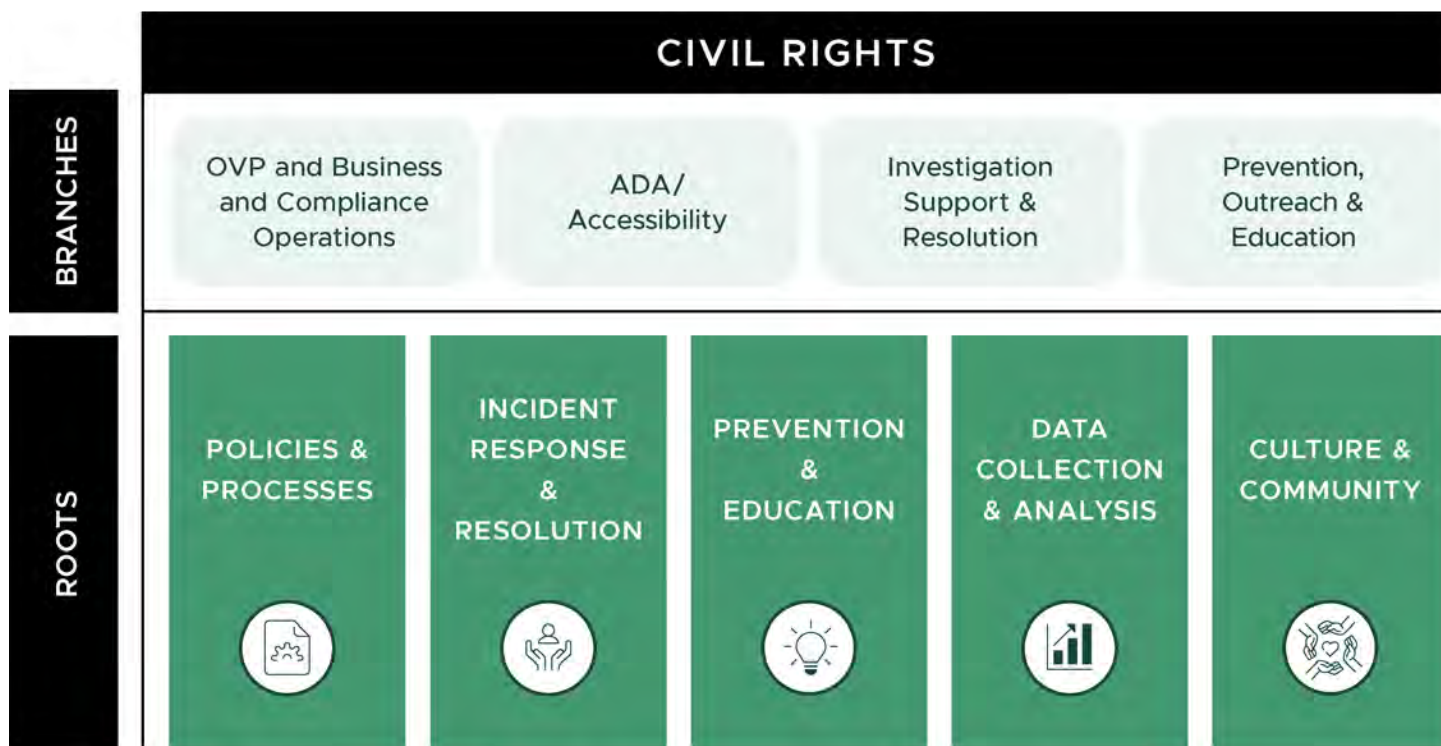 CIVIL RIGHTS
BRANCHES
OVP and Business
and Compliance
Operations
ADA/
Accessibility
Investigation
Support &
Resolution
Prevention,
Outreach &
Education
ROOTS
POLICIES &
PROCESSES
INCIDENT
RESPONSE
&
RESOLUTION
PREVENTION
&
EDUCATION
DATA
COLLECTION
& ANALYSIS
CULTURE &
COMMUNITY